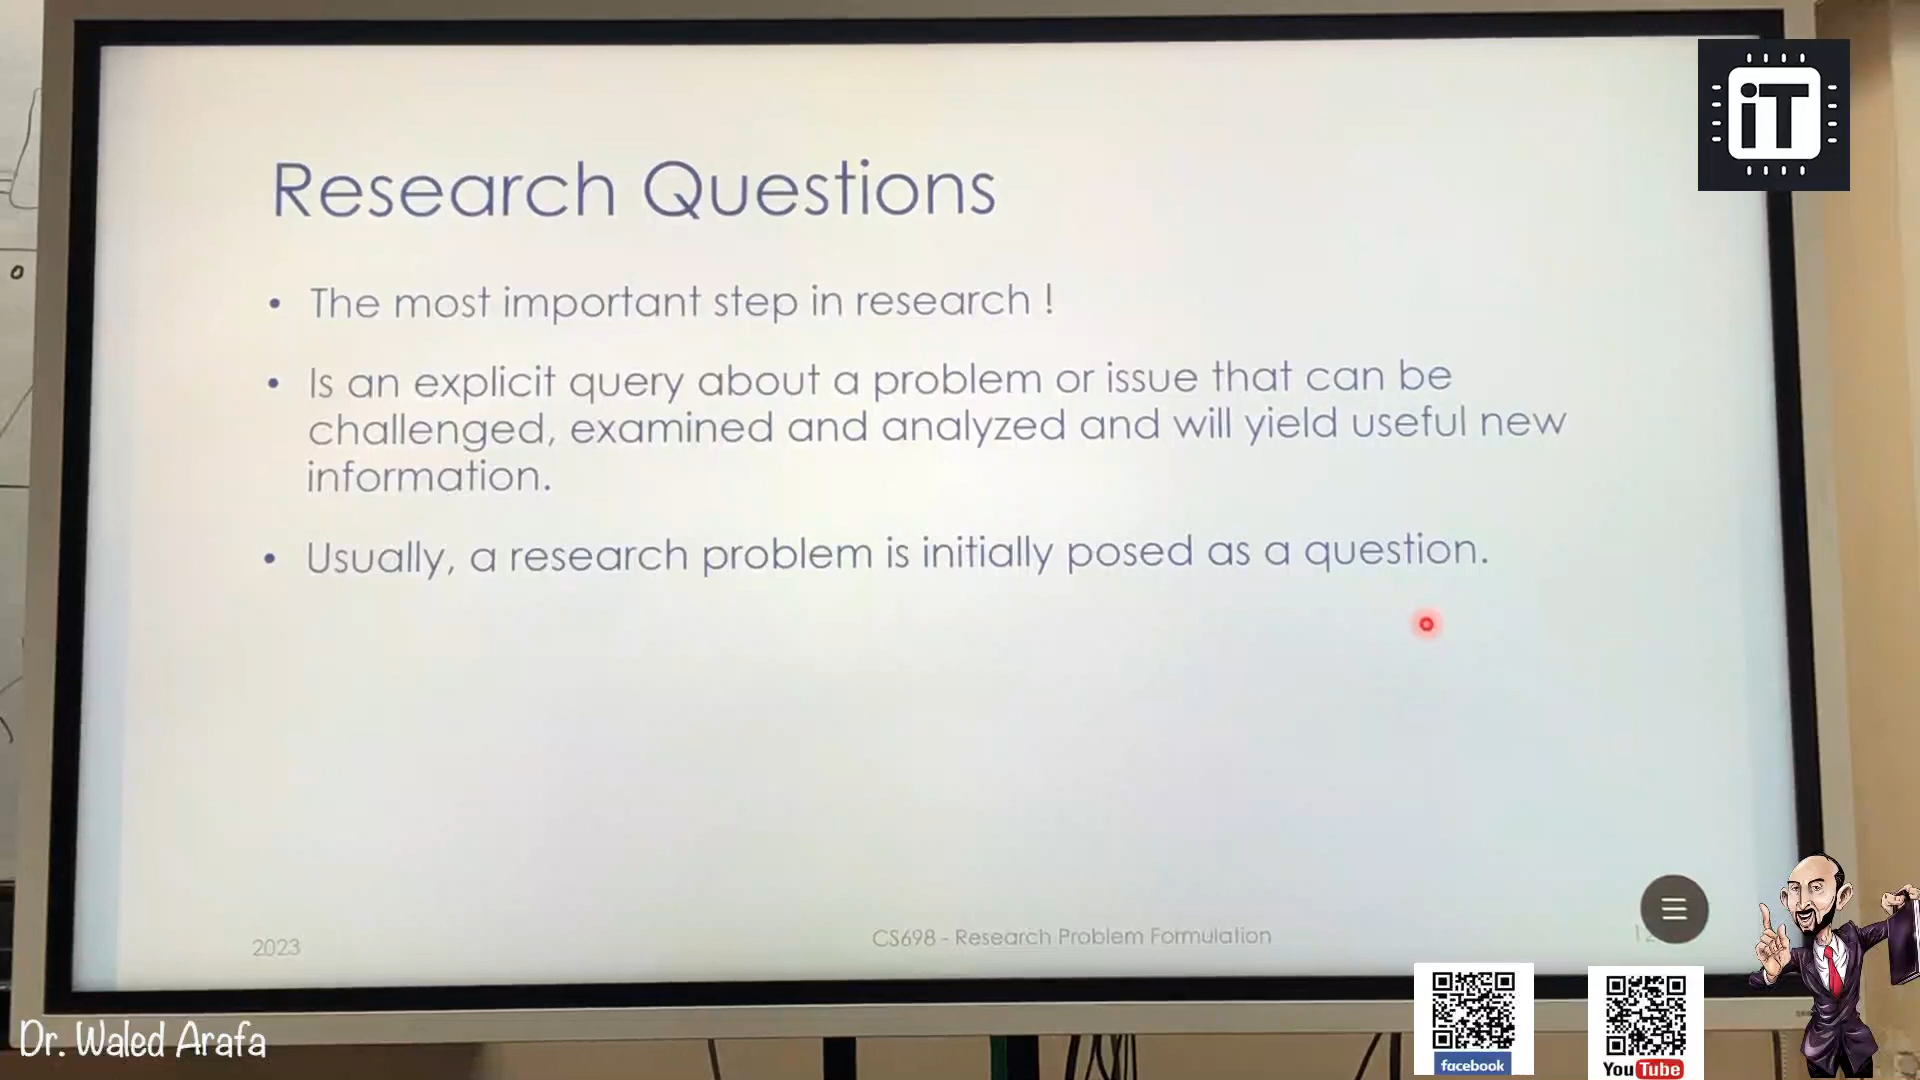 iT
Research Questions
• The most important step in research !
• Is an explicit query about a problem or issue that can be
challenged, examined and analyzed and will yield useful new
information.
• Usually, a research problem is initially posed as a question.
2023
CS698 - Research Problem Formulation
Dr. Waled Arafa
facebook
YouTube